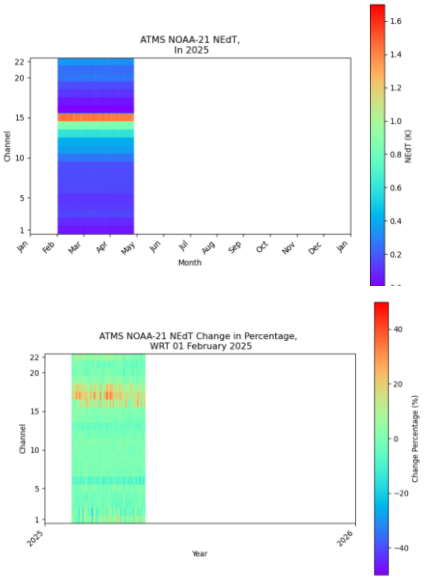 ATMS NOAA-21 NEdT,
In 2025
22
20
15
10
5
1
Channel
Jan
Feb
Mar
Apr
May
Jun
Jul
Aug
Sep
Oct
Nov
Dec
Jan
Month
1.6
1.4
1.2
1.0
0.8
0.6
0.4
0.2
NEdT (K)
ATMS NOAA-21 NEdT Change in Percentage,
WRT 01 February 2025
22
20
15
10
5
1
Channel
2025
2026
Year
40
20
0
−20
−40
Change Percentage (%)